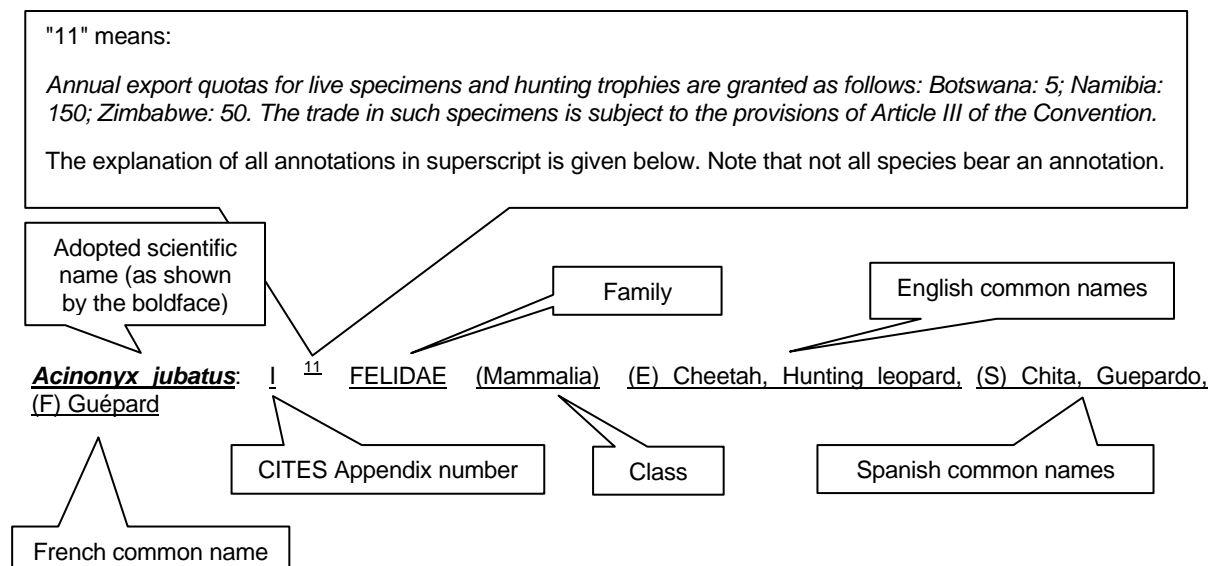 "11" means:
Annual export quotas for live specimens and hunting trophies are granted as follows: Botswana: 5; Namibia:
150; Zimbabwe: 50. The trade in such specimens is subject to the provisions of Article III of the Convention.
The explanation of all annotations in superscript is given below. Note that not all species bear an annotation.
Adopted scientific
name (as shown
by the boldface)
Family
English common names
Acinonyx jubatus: I 11 FELIDAE (Mammalia) (E) Cheetah, Hunting leopard, (S) Chita, Guepardo,
(F) Guépard
CITES Appendix number
Class
Spanish common names
French common name